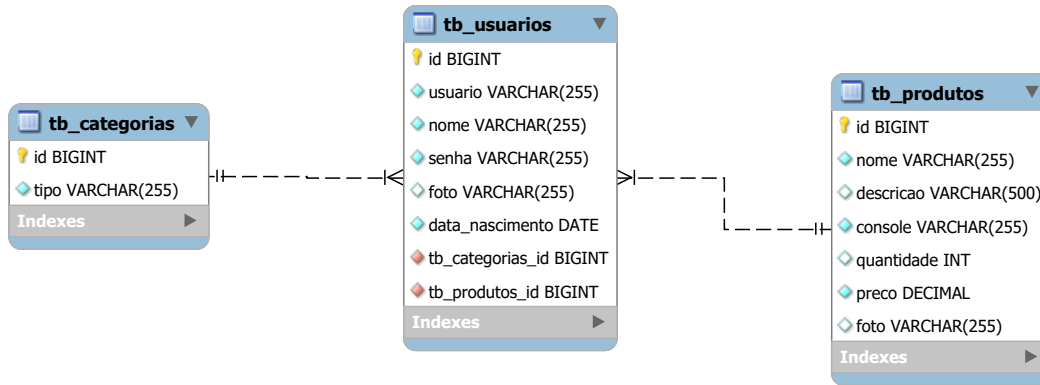 tb_categorias
id BIGINT
tipo VARCHAR(255)
Indexes
tb_usuarios
id BIGINT
usuario VARCHAR(255)
nome VARCHAR(255)
senha VARCHAR(255)
foto VARCHAR(255)
data_nascimento DATE
tb_categorias_id BIGINT
tb_produtos_id BIGINT
Indexes
tb_produtos
id BIGINT
nome VARCHAR(255)
descricao VARCHAR(500)
console VARCHAR(255)
quantidade INT
preco DECIMAL
foto VARCHAR(255)
Indexes